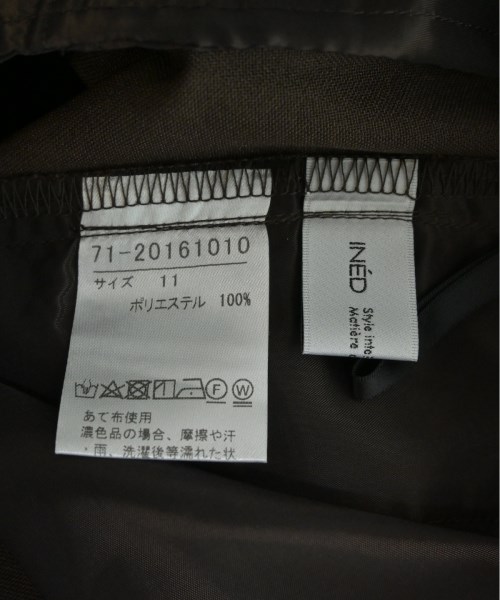 71-20161010
サイズ 11
ポリエステル 100%
F W
あて布使用
濃色品の場合、摩擦や汗
・雨、洗濯後等濡れた状
INÉD
Style
Matière